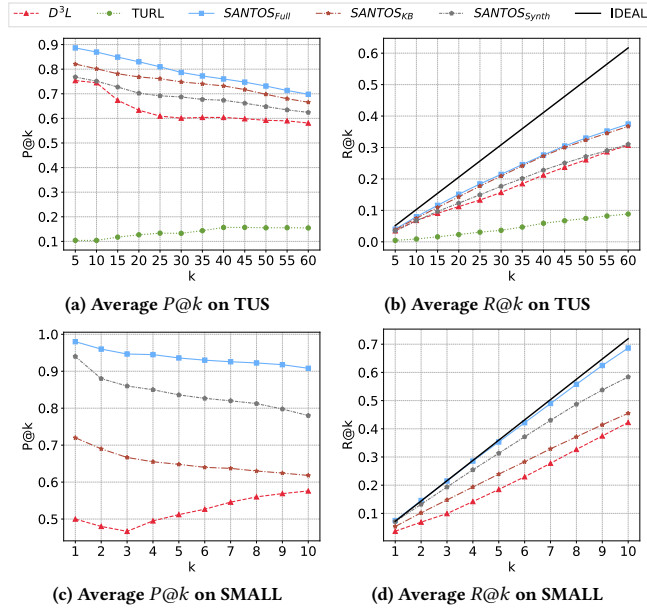 D³L TURL SANTOS_Full SANTOS_KB SANTOS_Synth IDEAL
P@k
0.9
0.8
0.7
0.6
0.5
0.4
0.3
0.2
0.1
5 10 15 20 25 30 35 40 45 50 55 60
k
(a) Average P@k on TUS
R@k
0.6
0.5
0.4
0.3
0.2
0.1
0.0
5 10 15 20 25 30 35 40 45 50 55 60
k
(b) Average R@k on TUS
P@k
1.0
0.9
0.8
0.7
0.6
0.5
1 2 3 4 5 6 7 8 9 10
k
(c) Average P@k on SMALL
R@k
0.7
0.6
0.5
0.4
0.3
0.2
0.1
1 2 3 4 5 6 7 8 9 10
k
(d) Average R@k on SMALL